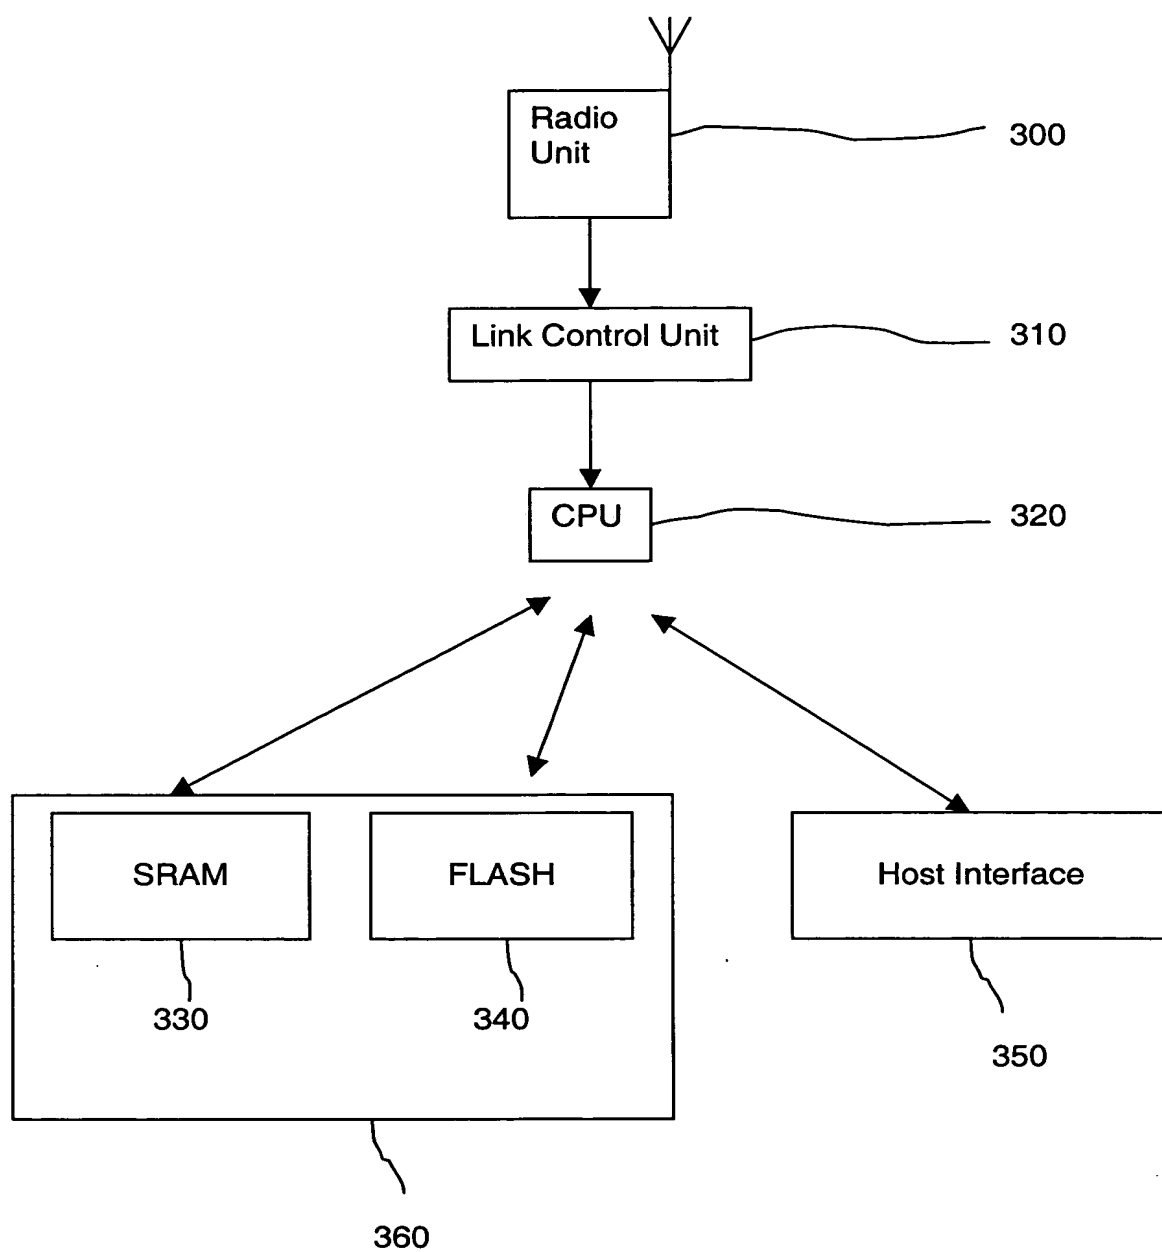 Radio
Unit
300
Link Control Unit
310
CPU
320
SRAM
FLASH
Host Interface
330
340
350
360